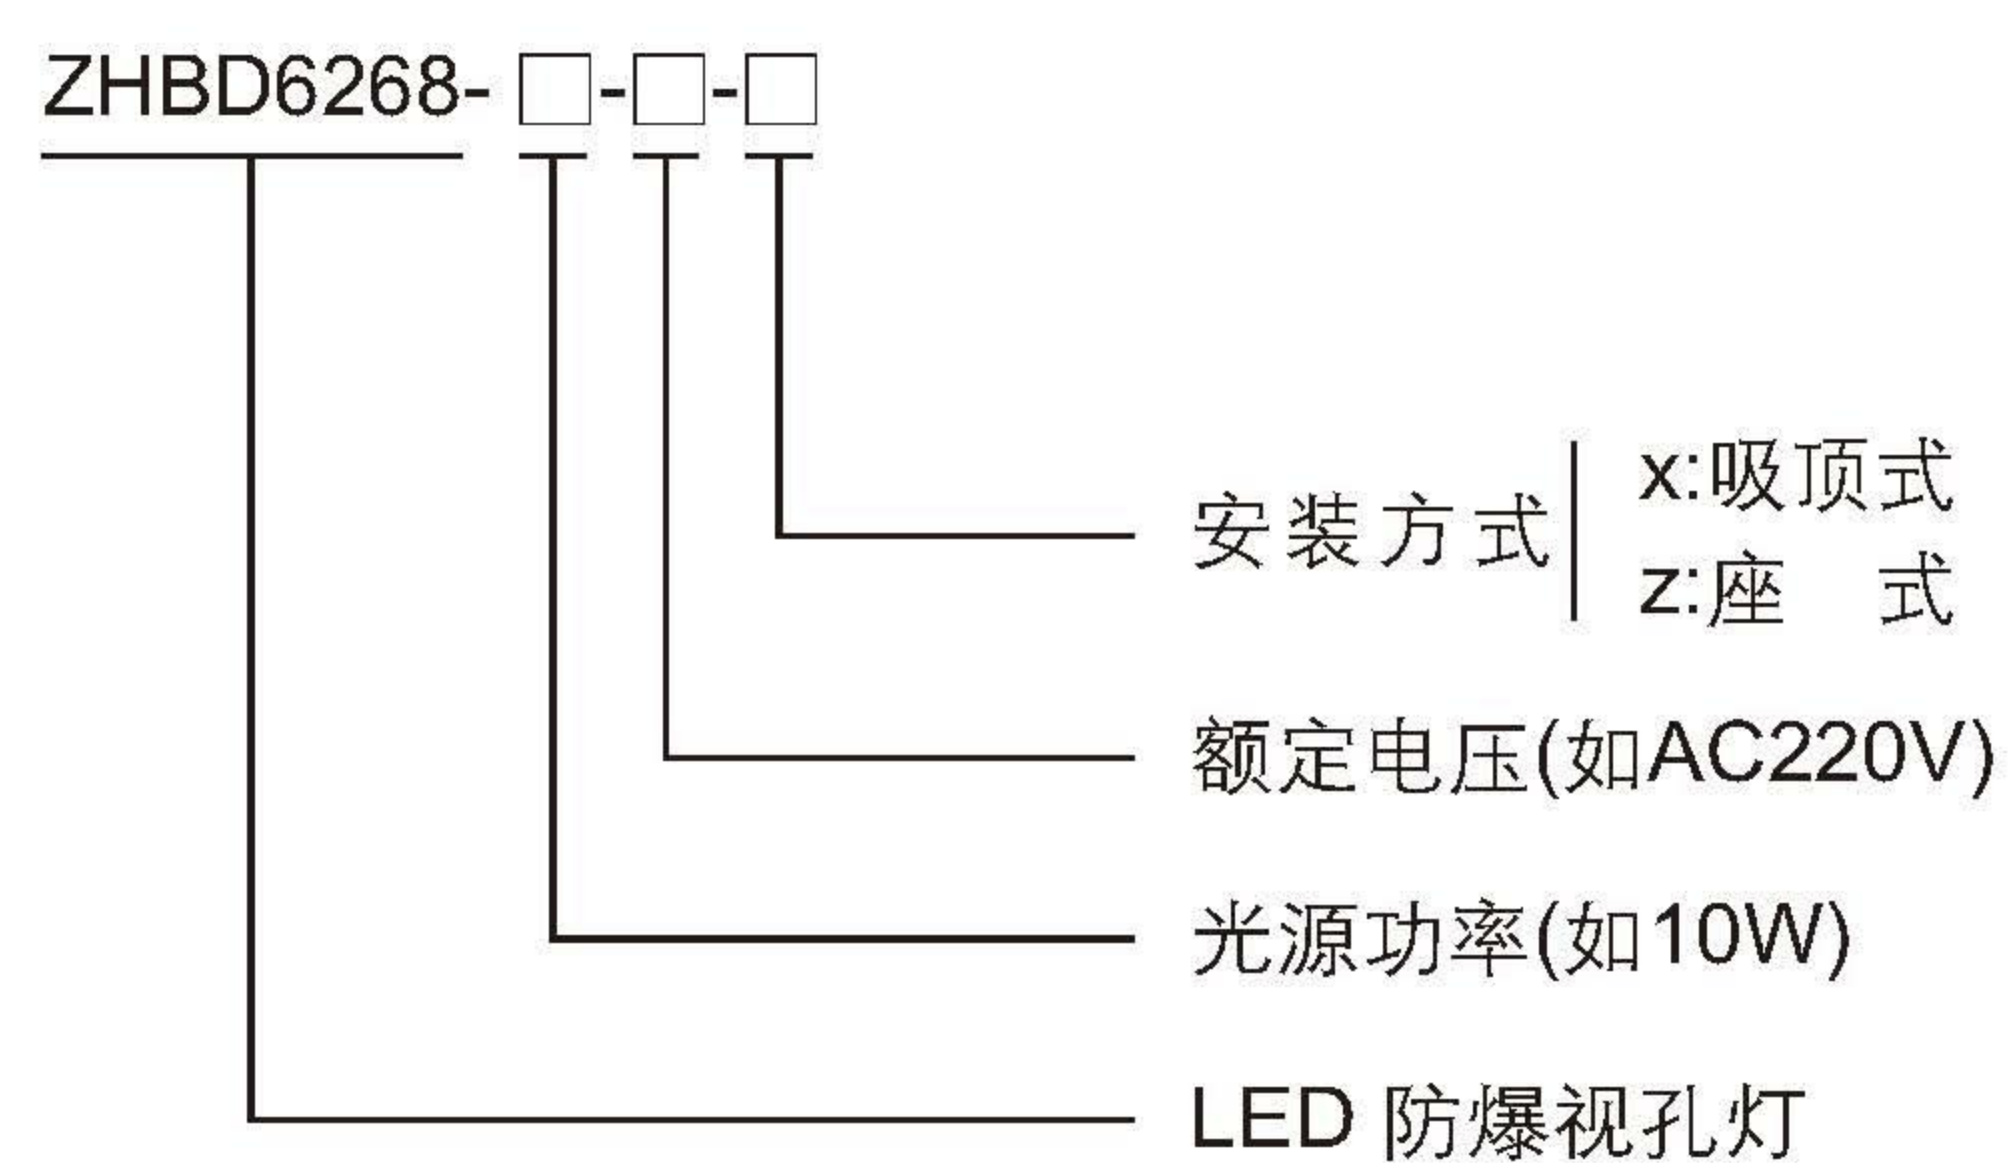 ZHBD6268-□-□-□
安装方式
x:吸顶式
z:座 式
额定电压(如AC220V)
光源功率(如10W)
LED 防爆视孔灯